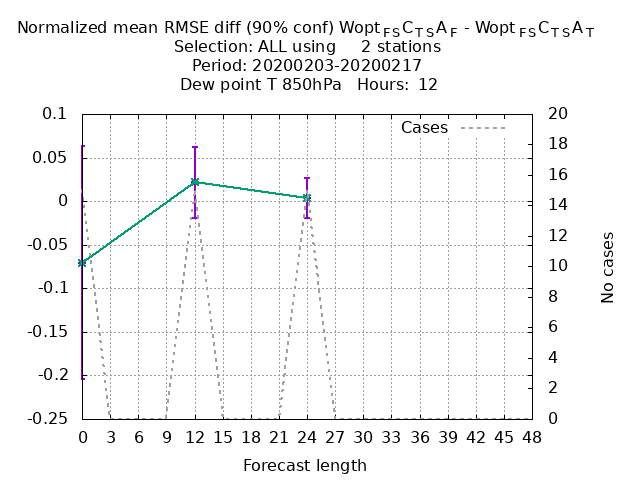 Normalized mean RMSE diff (90% conf) Wopt FS C TS A F - Wopt FS C TS A T
Selection: ALL using 2 stations
Period: 20200203-20200217
Dew point T 850hPa Hours: 12
Cases
0.1
0.05
0
-0.05
-0.1
-0.15
-0.2
-0.25
20
18
16
14
12
10
8
6
4
2
0
No cases
0 3 6 9 12 15 18 21 24 27 30 33 36 39 42 45 48
Forecast length